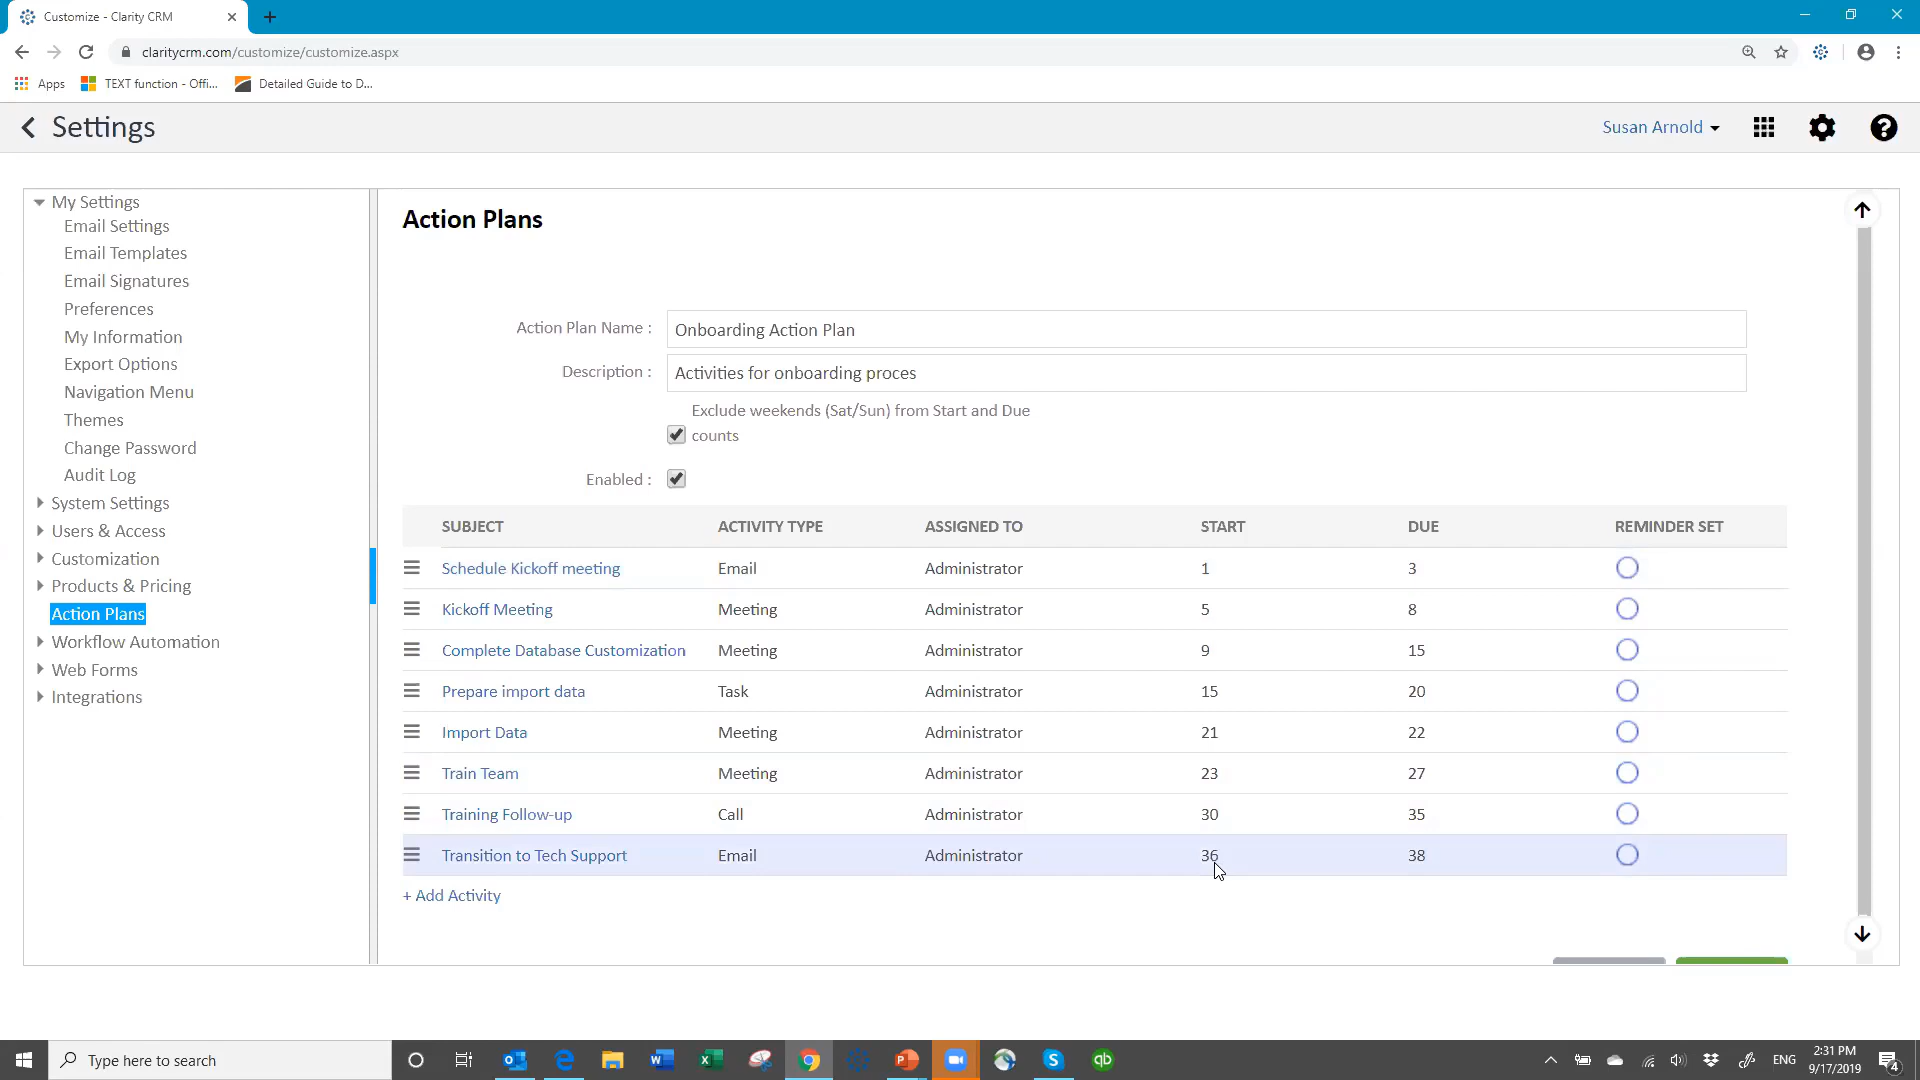 Customize - Clarity CRM
claritycrm.com/customize/customize.aspx
Apps TEXT function - Offi... Detailed Guide to D...
Settings
Susan Arnold
My Settings
Email Settings
Email Templates
Email Signatures
Preferences
My Information
Export Options
Navigation Menu
Themes
Change Password
Audit Log
System Settings
Users & Access
Customization
Products & Pricing
Action Plans
Workflow Automation
Web Forms
Integrations
Action Plans
Action Plan Name : Onboarding Action Plan
Description : Activities for onboarding proces
Exclude weekends (Sat/Sun) from Start and Due
counts
Enabled :
SUBJECT ACTIVITY TYPE ASSIGNED TO START DUE REMINDER SET
Schedule Kickoff meeting Email Administrator 1 3
Kickoff Meeting Meeting Administrator 5 8
Complete Database Customization Meeting Administrator 9 15
Prepare import data Task Administrator 15 20
Import Data Meeting Administrator 21 22
Train Team Meeting Administrator 23 27
Training Follow-up Call Administrator 30 35
Transition to Tech Support Email Administrator 36 38
+ Add Activity
Type here to search
ENG
2:31 PM
9/17/2019
4